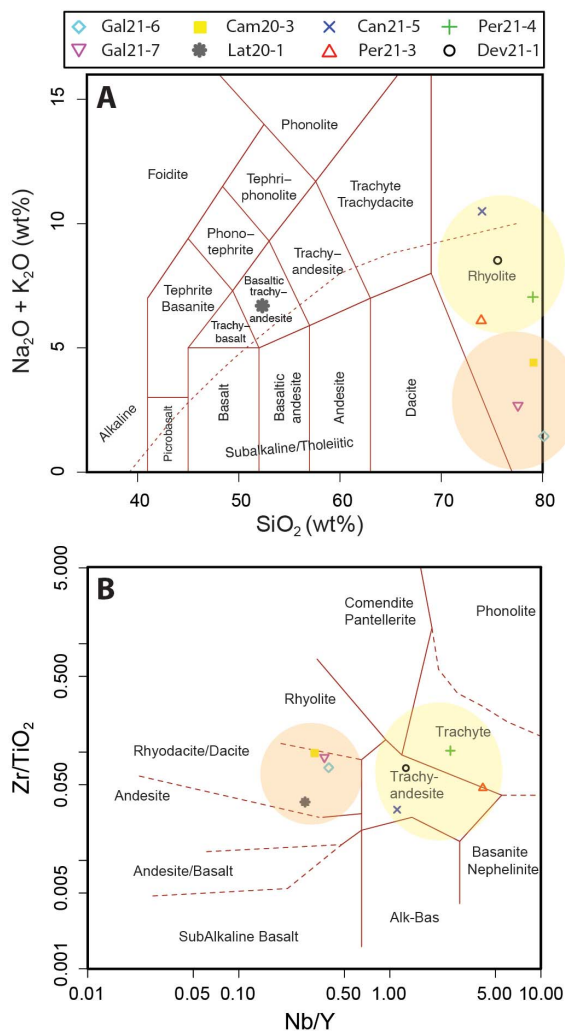 Gal21-6 Cam20-3 Can21-5 Per21-4
Gal21-7 Lat20-1 Per21-3 Dev21-1
A
Na₂O + K₂O (wt%)
15
10
5
0
Phonolite
Foidite
Tephri–
phonolite
Trachyte
Trachydacite
Phono–
tephrite
Trachy–
andesite
Rhyolite
Tephrite
Basanite
Basaltic
trachy–
andesite
Trachy–
basalt
Alkaline
Picrobasalt
Basalt
Basaltic
andesite
Andesite
Dacite
Subalkaline/Tholeiitic
40 50 60 70 80
SiO₂ (wt%)
B
Zr/TiO₂
5.000
0.500
0.050
0.005
0.001
Comendite
Pantellerite
Phonolite
Rhyolite
Trachyte
Rhyodacite/Dacite
Trachy–
andesite
Andesite
Basanite
Nephelinite
Andesite/Basalt
Alk-Bas
SubAlkaline Basalt
0.01 0.05 0.10 0.50 1.00 5.00 10.00
Nb/Y